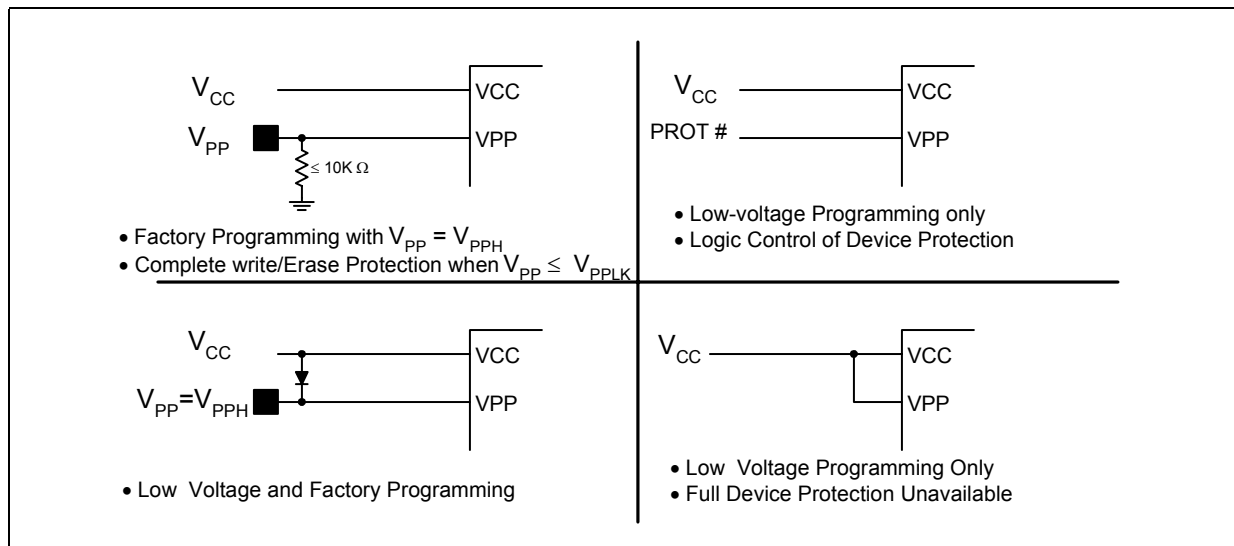 V_CC VCC
V_PP VPP
≤ 10K Ω
• Factory Programming with V_PP = V_PPH
• Complete write/Erase Protection when V_PP ≤ V_PPLK
V_CC VCC
PROT # VPP
• Low-voltage Programming only
• Logic Control of Device Protection
V_CC VCC
V_PP=V_PPH VPP
• Low Voltage and Factory Programming
V_CC VCC
VPP
• Low Voltage Programming Only
• Full Device Protection Unavailable